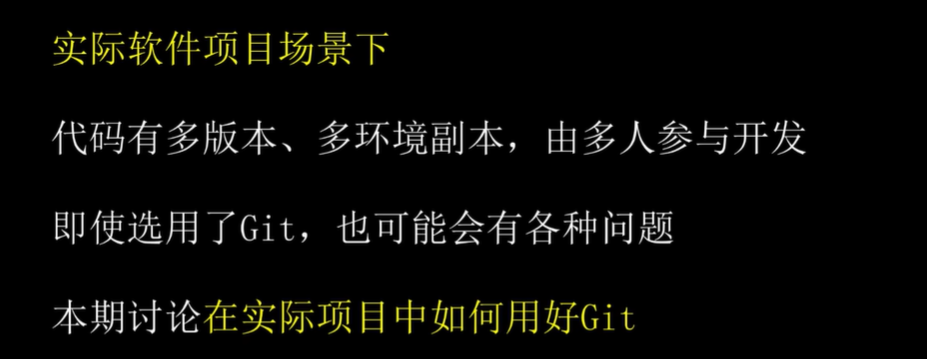 实际软件项目场景下
代码有多版本、多环境副本，由多人参与开发
即使选用了Git，也可能会有各种问题
本期讨论在实际项目中如何用好Git